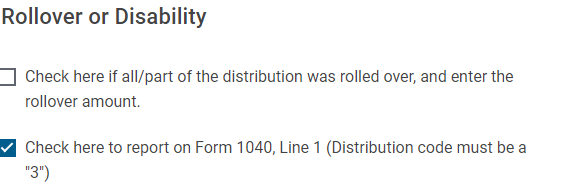 Rollover or Disability
Check here if all/part of the distribution was rolled over, and enter the
rollover amount.
Check here to report on Form 1040, Line 1 (Distribution code must be a
"3")